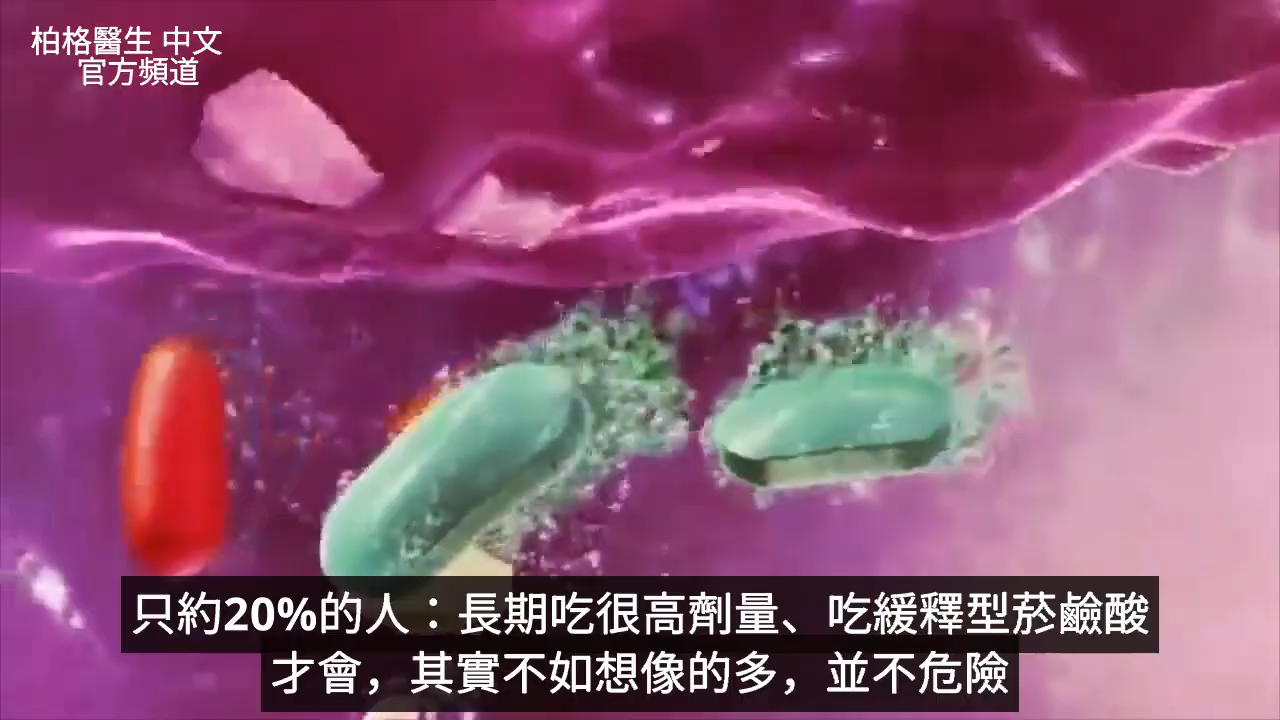 柏格醫生 中文
官方頻道
只約20%的人：長期吃很高劑量、吃緩釋型菸鹼酸
才會，其實不如想像的多，並不危險